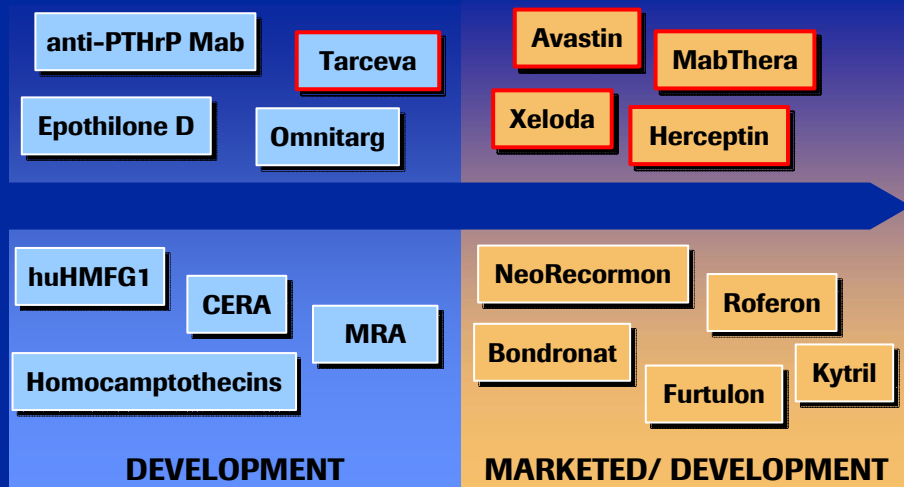 anti-PTHrP Mab
Tarceva
Epothilone D
Omnitarg
Avastin
MabThera
Xeloda
Herceptin
huHMFG1
CERA
MRA
Homocamptothecins
NeoRecormon
Roferon
Bondronat
Kytril
Furtulon
DEVELOPMENT
MARKETED/ DEVELOPMENT